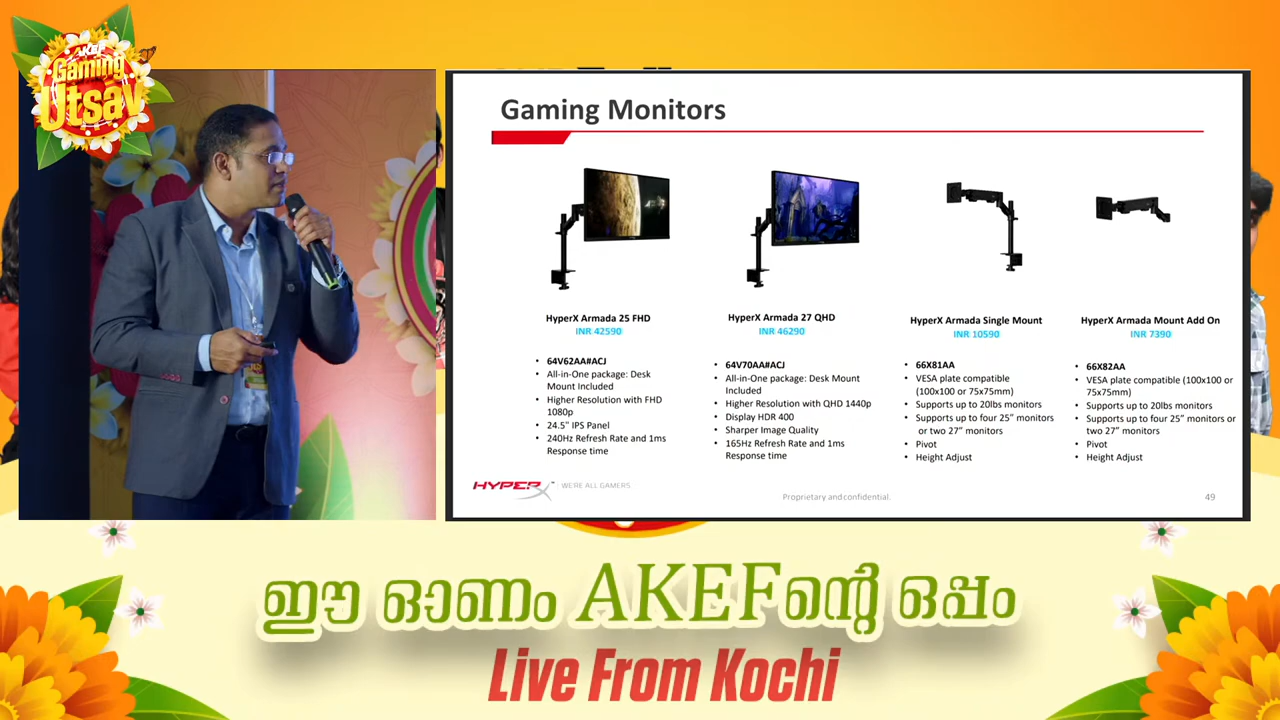 AKEF
Gaming
Utsav
Gaming Monitors
HyperX Armada 25 FHD
INR 42590
• 64V62AA#ACJ
• All-in-One package: Desk
Mount Included
• Higher Resolution with FHD
1080p
• 24.5" IPS Panel
• 240Hz Refresh Rate and 1ms
Response time
HyperX Armada 27 QHD
INR 46290
• 64V70AA#ACJ
• All-in-One package: Desk Mount
Included
• Higher Resolution with QHD 1440p
• Display HDR 400
• Sharper Image Quality
• 165Hz Refresh Rate and 1ms
Response time
HyperX Armada Single Mount
INR 10590
• 66X81AA
• VESA plate compatible
(100x100 or 75x75mm)
• Supports up to 20lbs monitors
• Supports up to four 25” monitors
or two 27” monitors
• Pivot
• Height Adjust
HyperX Armada Mount Add On
INR 7390
• 66X82AA
• VESA plate compatible (100x100 or
75x75mm)
• Supports up to 20lbs monitors
• Supports up to four 25” monitors or
two 27” monitors
• Pivot
• Height Adjust
HYPERX™ WE'RE ALL GAMERS.
Proprietary and confidential.
49
ഈ ഓണം AKEFന്റെ ഒപ്പം
Live From Kochi